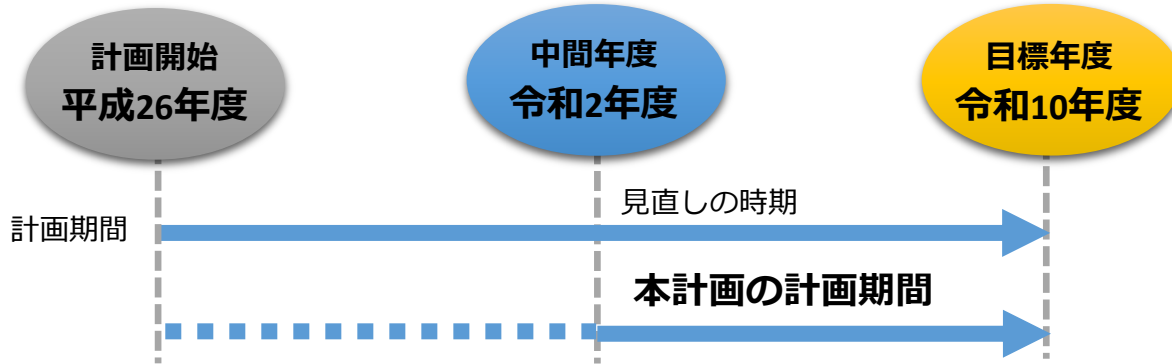 計画開始
平成26年度
中間年度
令和2年度
目標年度
令和10年度
見直しの時期
計画期間
本計画の計画期間